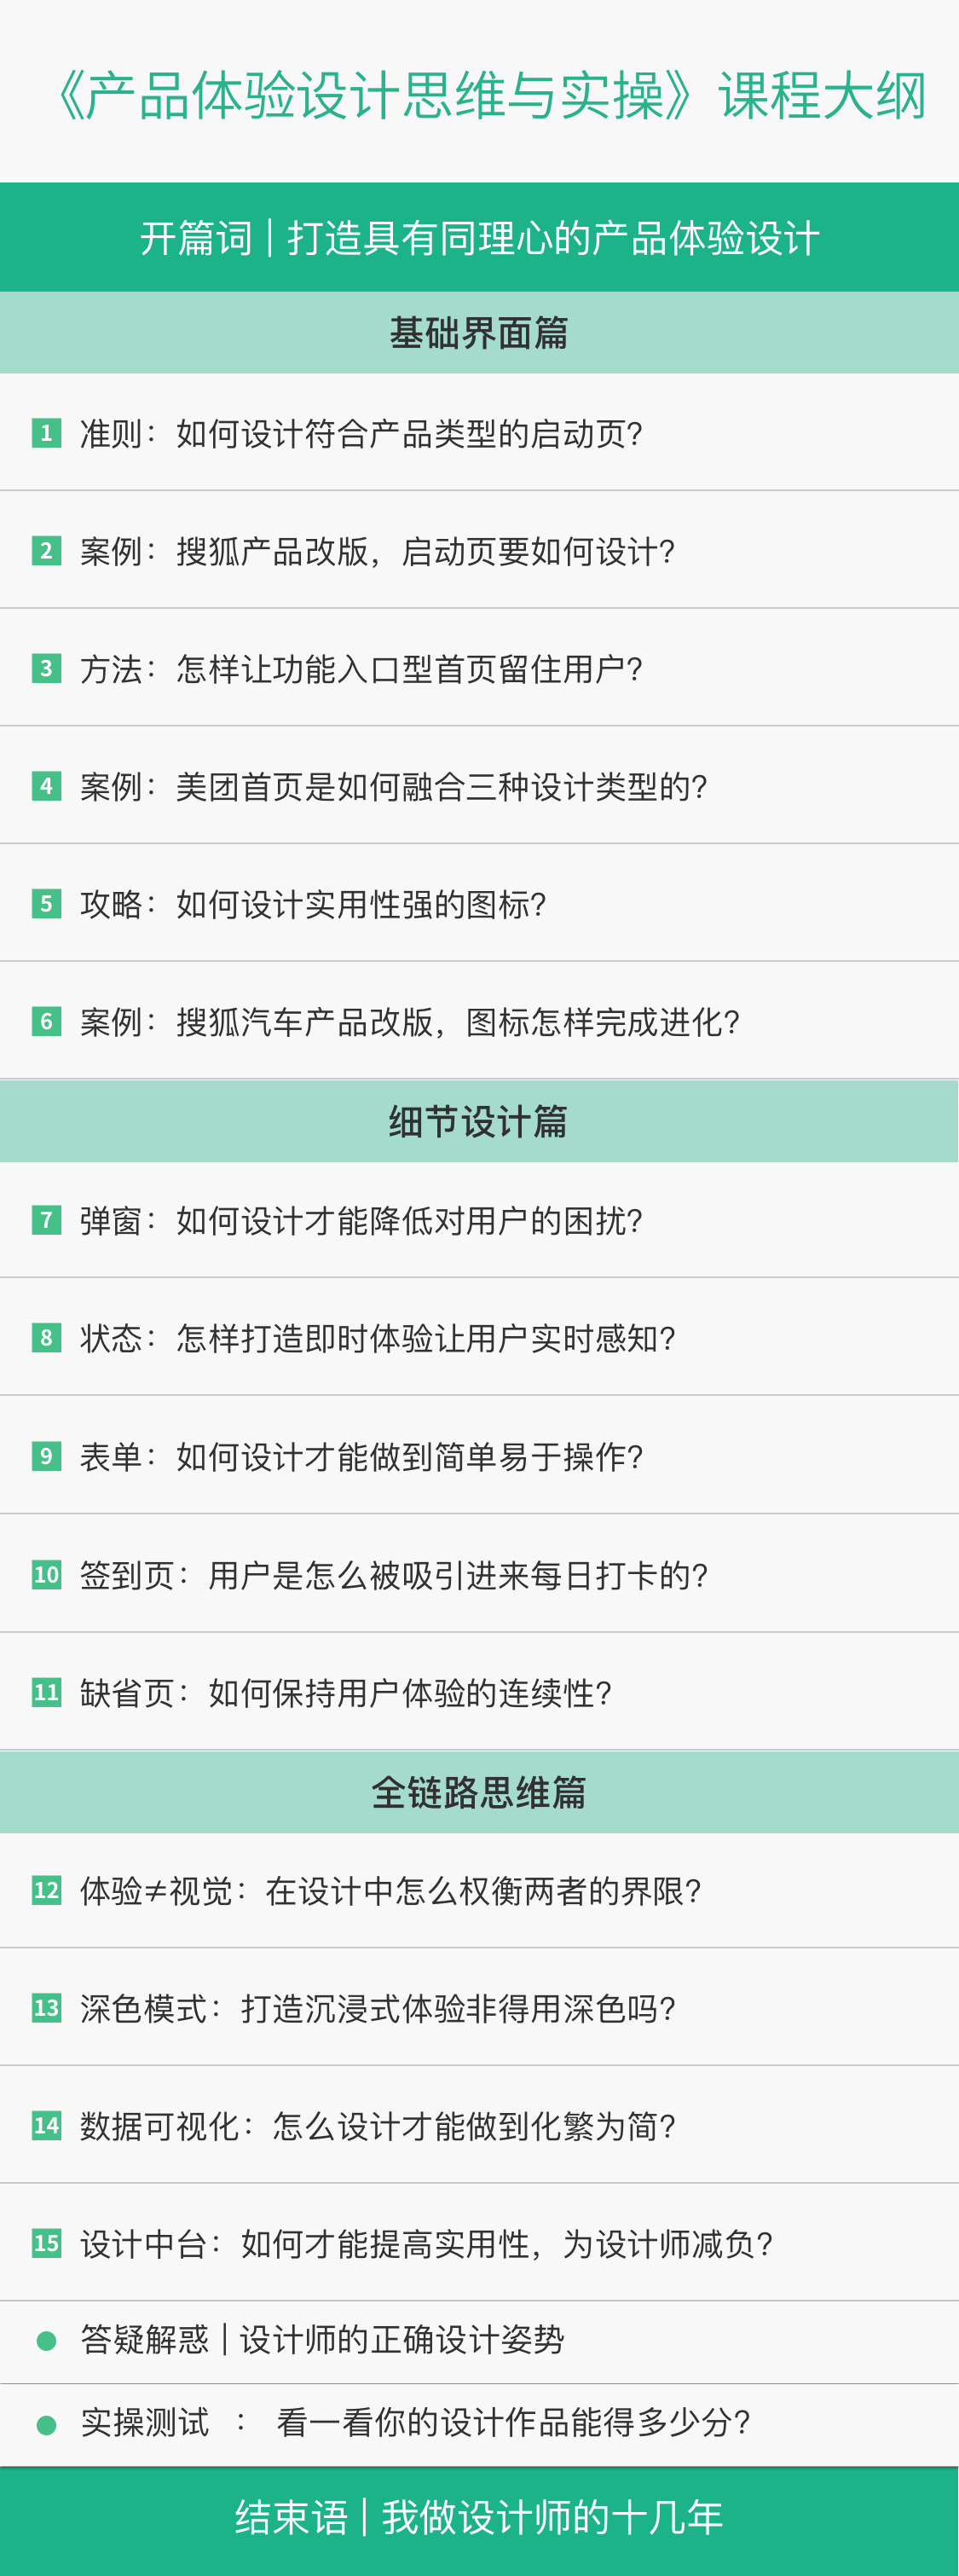 《产品体验设计思维与实操》课程大纲
开篇词 | 打造具有同理心的产品体验设计
基础界面篇
1 准则：如何设计符合产品类型的启动页？
2 案例：搜狐产品改版，启动页要如何设计？
3 方法：怎样让功能入口型首页留住用户？
4 案例：美团首页是如何融合三种设计类型的？
5 攻略：如何设计实用性强的图标？
6 案例：搜狐汽车产品改版，图标怎样完成进化？
细节设计篇
7 弹窗：如何设计才能降低对用户的困扰？
8 状态：怎样打造即时体验让用户实时感知？
9 表单：如何设计才能做到简单易于操作？
10 签到页：用户是怎么被吸引进来每日打卡的？
11 缺省页：如何保持用户体验的连续性？
全链路思维篇
12 体验≠视觉：在设计中怎么权衡两者的界限？
13 深色模式：打造沉浸式体验非得用深色吗？
14 数据可视化：怎么设计才能做到化繁为简？
15 设计中台：如何才能提高实用性，为设计师减负？
● 答疑解惑 | 设计师的正确设计姿势
● 实操测试 ： 看一看你的设计作品能得多少分？
结束语 | 我做设计师的十几年